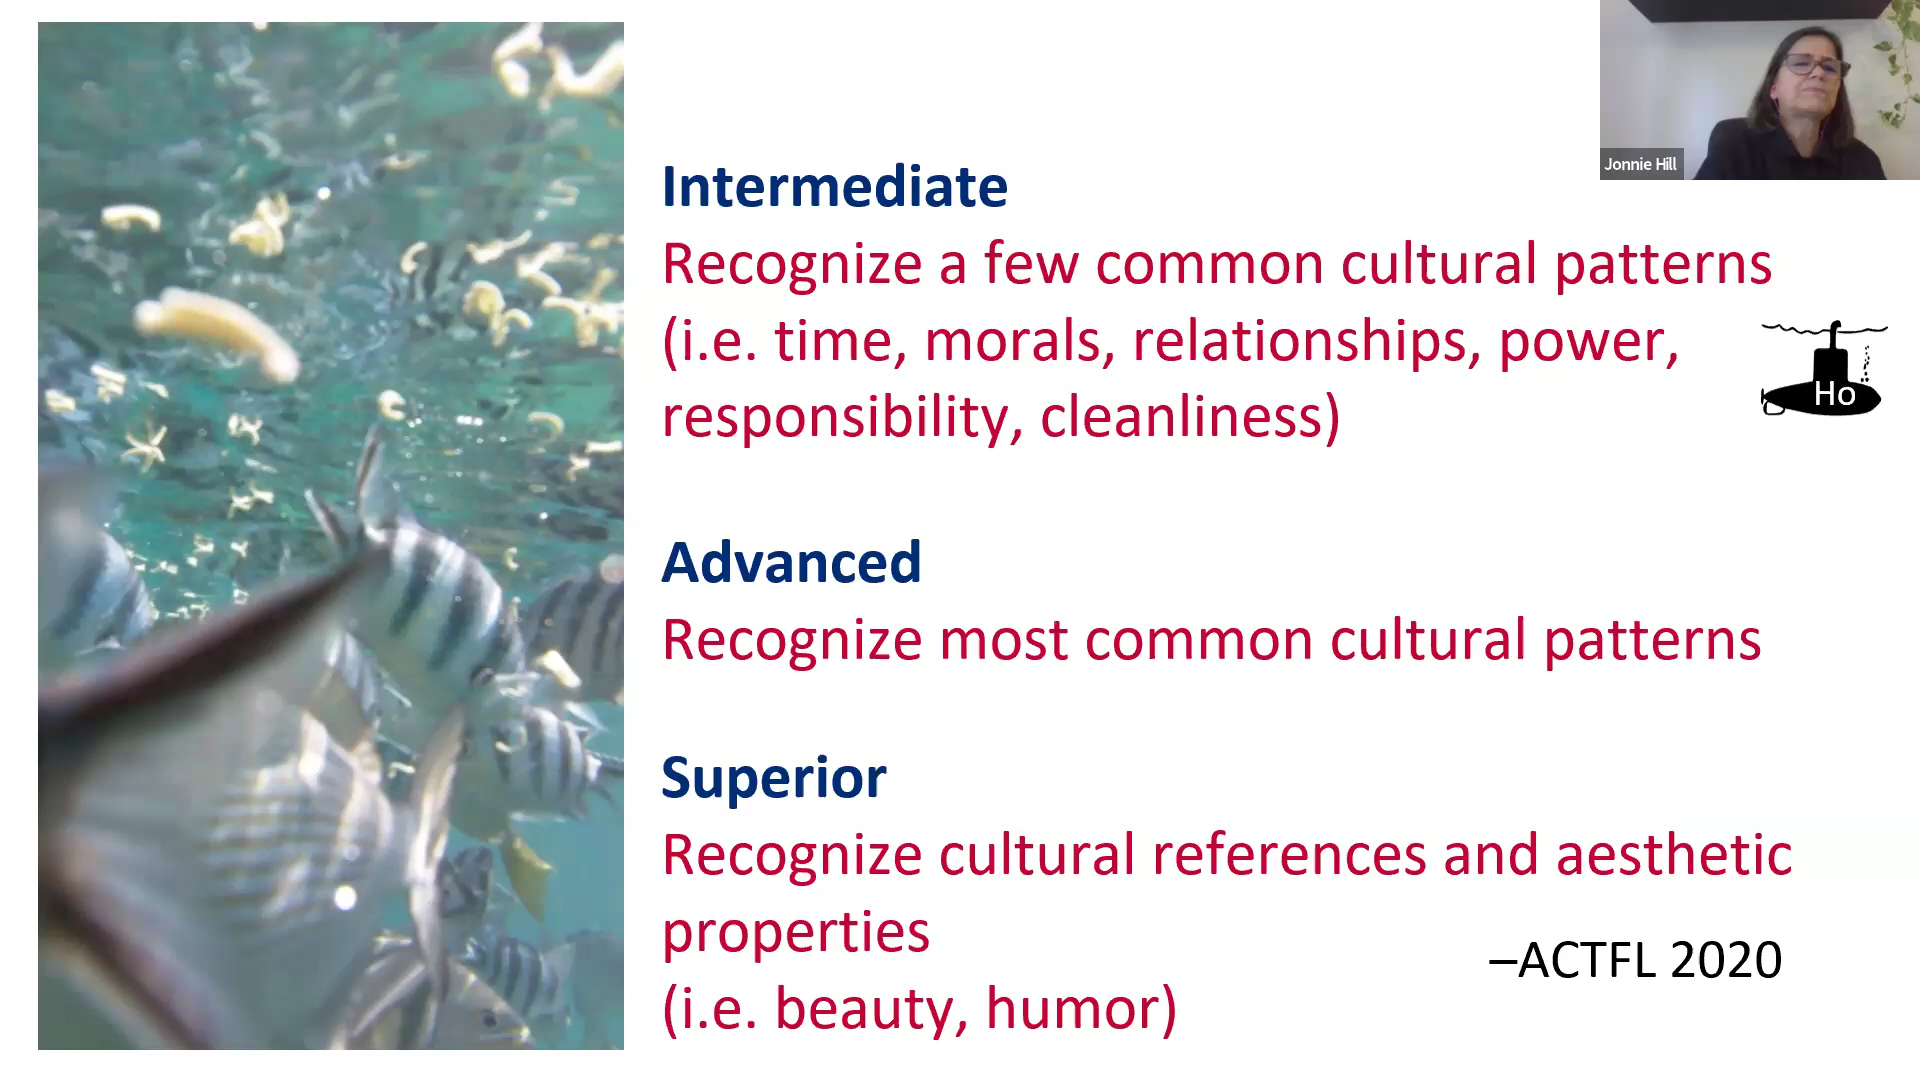 Jonnie Hill
Intermediate
Recognize a few common cultural patterns
(i.e. time, morals, relationships, power,
responsibility, cleanliness)
Ho
Advanced
Recognize most common cultural patterns
Superior
Recognize cultural references and aesthetic
properties
–ACTFL 2020
(i.e. beauty, humor)